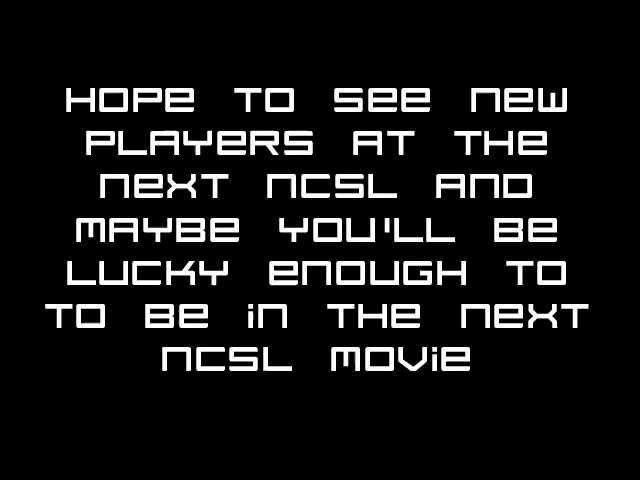 HOPE TO SEE NEW
PLAYERS AT THE
NEXT NCSL AND
MAYBE YOU'LL BE
LUCKY ENOUGH TO
TO BE IN THE NEXT
NCSL MOVIE